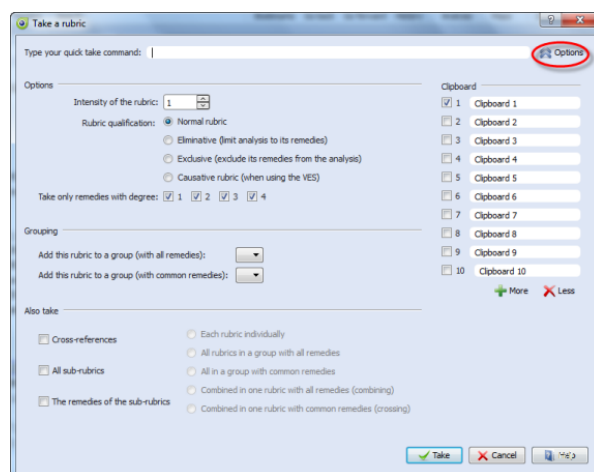 Take a rubric
Type your quick take command:
Options
Options
Intensity of the rubric: 1
Rubric qualification: Normal rubric
Eliminative (limit analysis to its remedies)
Exclusive (exclude its remedies from the analysis)
Causative rubric (when using the VES)
Take only remedies with degree: 1 2 3 4
Grouping
Add this rubric to a group (with all remedies):
Add this rubric to a group (with common remedies):
Also take
Cross-references
All sub-rubrics
The remedies of the sub-rubrics
Each rubric individually
All rubrics in a group with all remedies
All in a group with common remedies
Combined in one rubric with all remedies (combining)
Combined in one rubric with common remedies (crossing)
Clipboard
1 Clipboard 1
2 Clipboard 2
3 Clipboard 3
4 Clipboard 4
5 Clipboard 5
6 Clipboard 6
7 Clipboard 7
8 Clipboard 8
9 Clipboard 9
10 Clipboard 10
More Less
Take Cancel Help